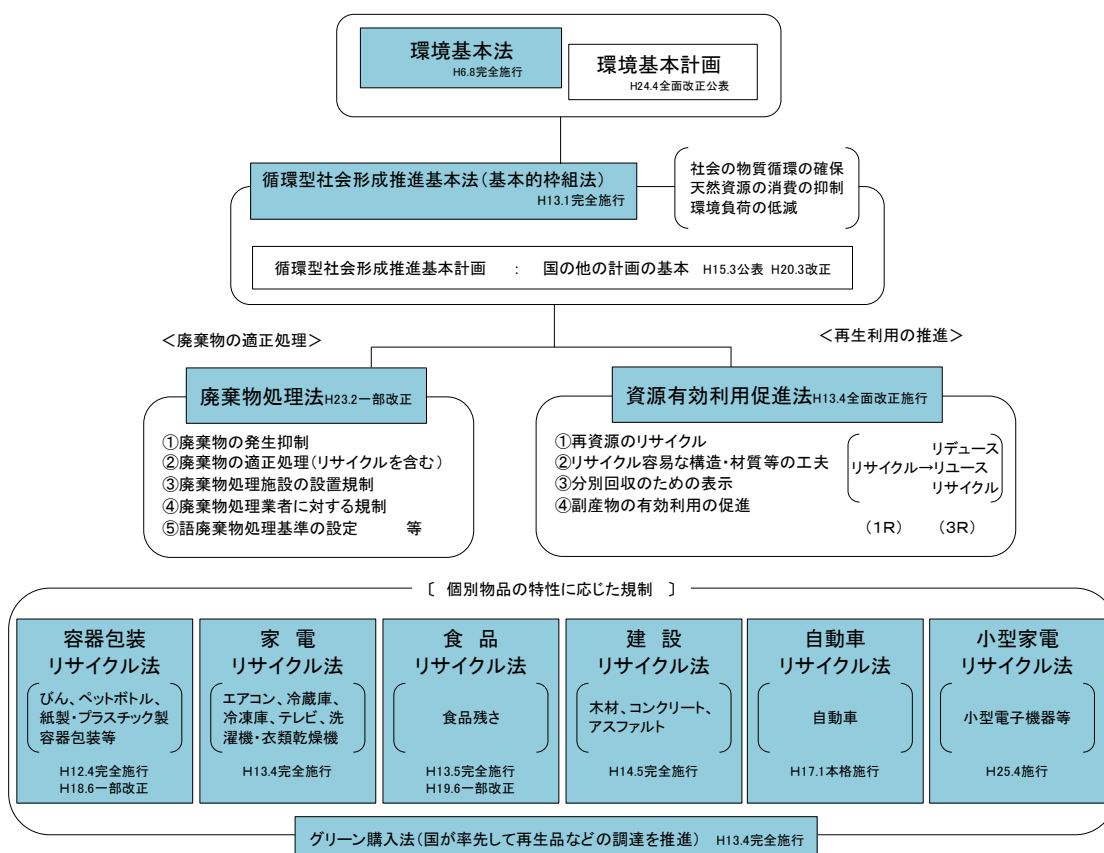 環境基本法
H6.8完全施行
環境基本計画
H24.4全面改正公表
循環型社会形成推進基本法(基本的枠組法)
H13.1完全施行
社会の物質循環の確保
天然資源の消費の抑制
環境負荷の低減
循環型社会形成推進基本計画 : 国の他の計画の基本 H15.3公表 H20.3改正
<廃棄物の適正処理>
<再生利用の推進>
廃棄物処理法H23.2一部改正
①廃棄物の発生抑制
②廃棄物の適正処理(リサイクルを含む)
③廃棄物処理施設の設置規制
④廃棄物処理業者に対する規制
⑤語廃棄物処理基準の設定 等
資源有効利用促進法H13.4全面改正施行
①再資源のリサイクル
②リサイクル容易な構造・材質等の工夫
③分別回収のための表示
④副産物の有効利用の促進
リデュース
リサイクル→リユース
リサイクル
(1R) (3R)
〔 個別物品の特性に応じた規制 〕
容器包装
リサイクル法
びん、ペットボトル、
紙製・プラスチック製
容器包装等
H12.4完全施行
H18.6一部改正
家 電
リサイクル法
エアコン、冷蔵庫、
冷凍庫、テレビ、洗
濯機・衣類乾燥機
H13.4完全施行
食 品
リサイクル法
食品残さ
H13.5完全施行
H19.6一部改正
建 設
リサイクル法
木材、コンクリート、
アスファルト
H14.5完全施行
自動車
リサイクル法
自動車
H17.1本格施行
小型家電
リサイクル法
小型電子機器等
H25.4施行
グリーン購入法(国が率先して再生品などの調達を推進) H13.4完全施行